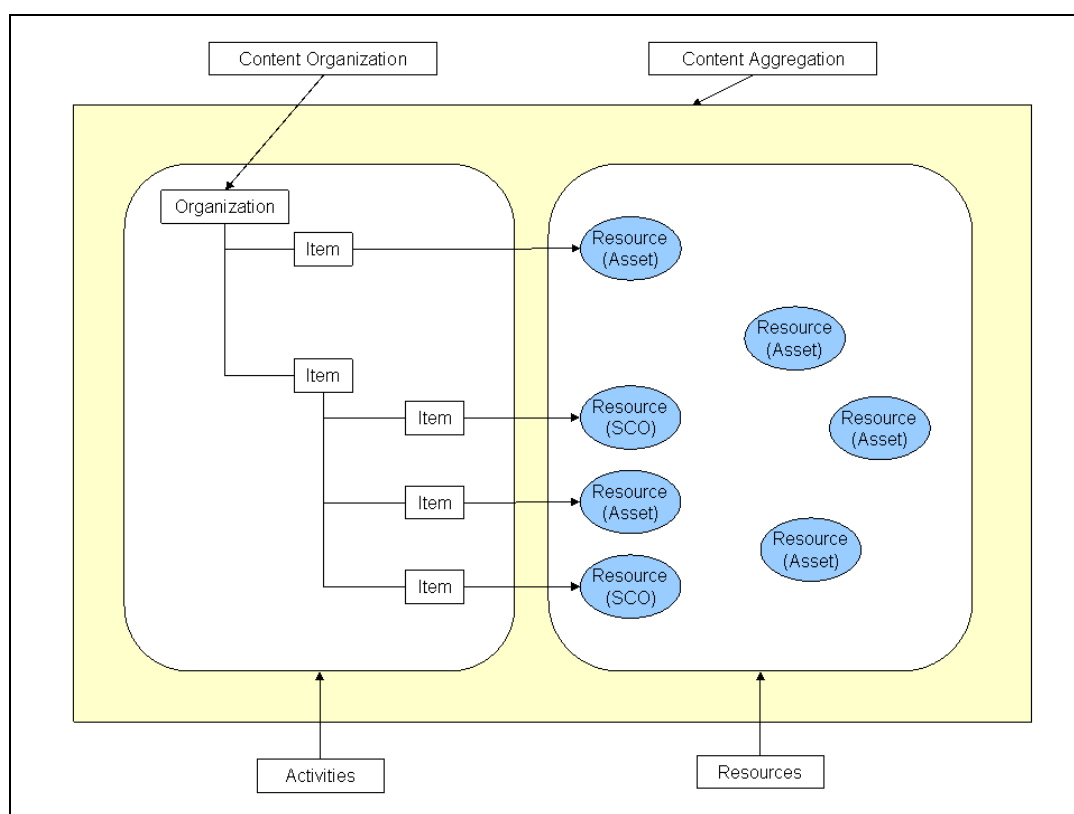 Content Organization
Content Aggregation
Organization
Item
Resource
(Asset)
Resource
(Asset)
Item
Item
Resource
(SCO)
Resource
(Asset)
Item
Resource
(Asset)
Resource
(Asset)
Item
Resource
(SCO)
Activities
Resources